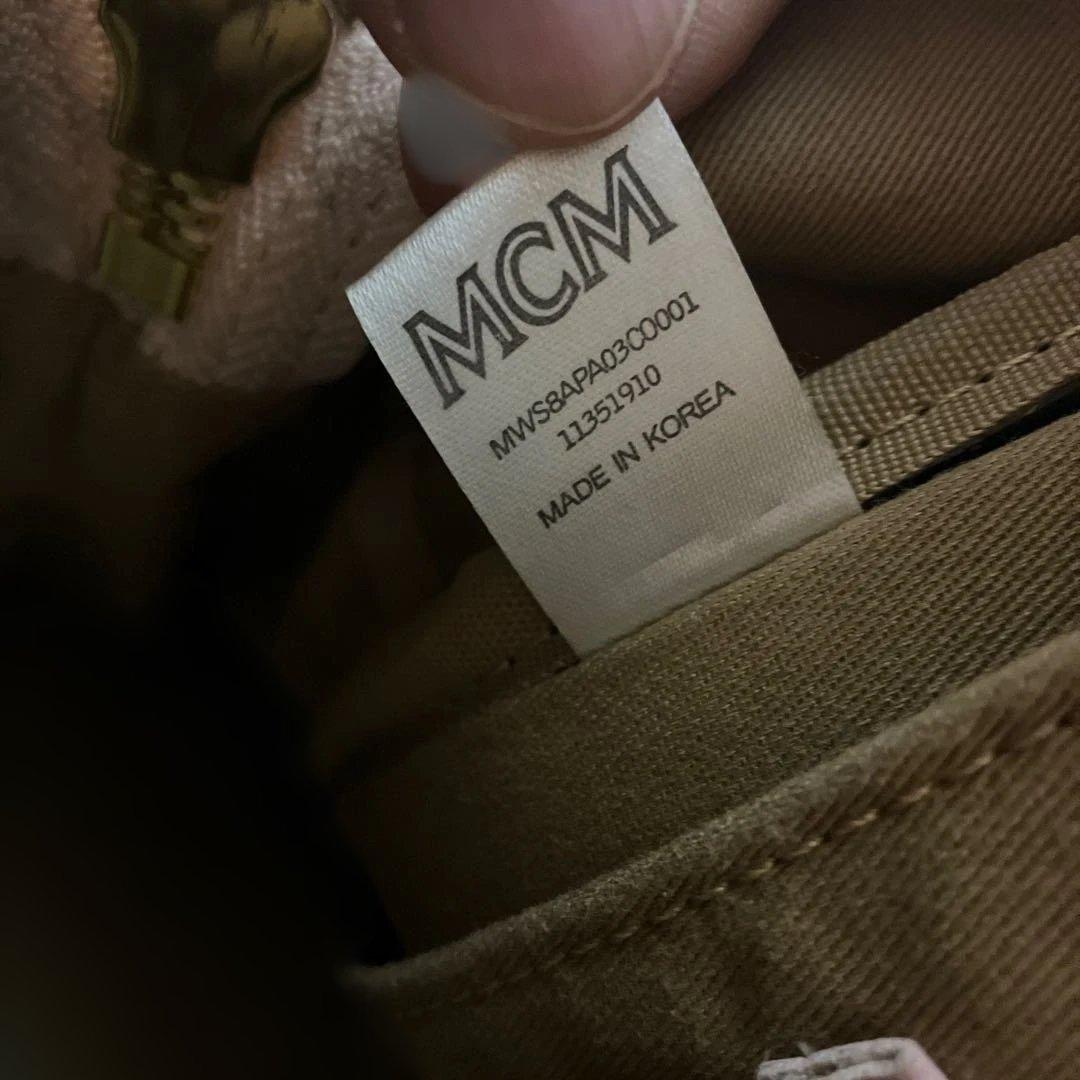 MCM
MWS8APA03CO001
11351910
MADE IN KOREA